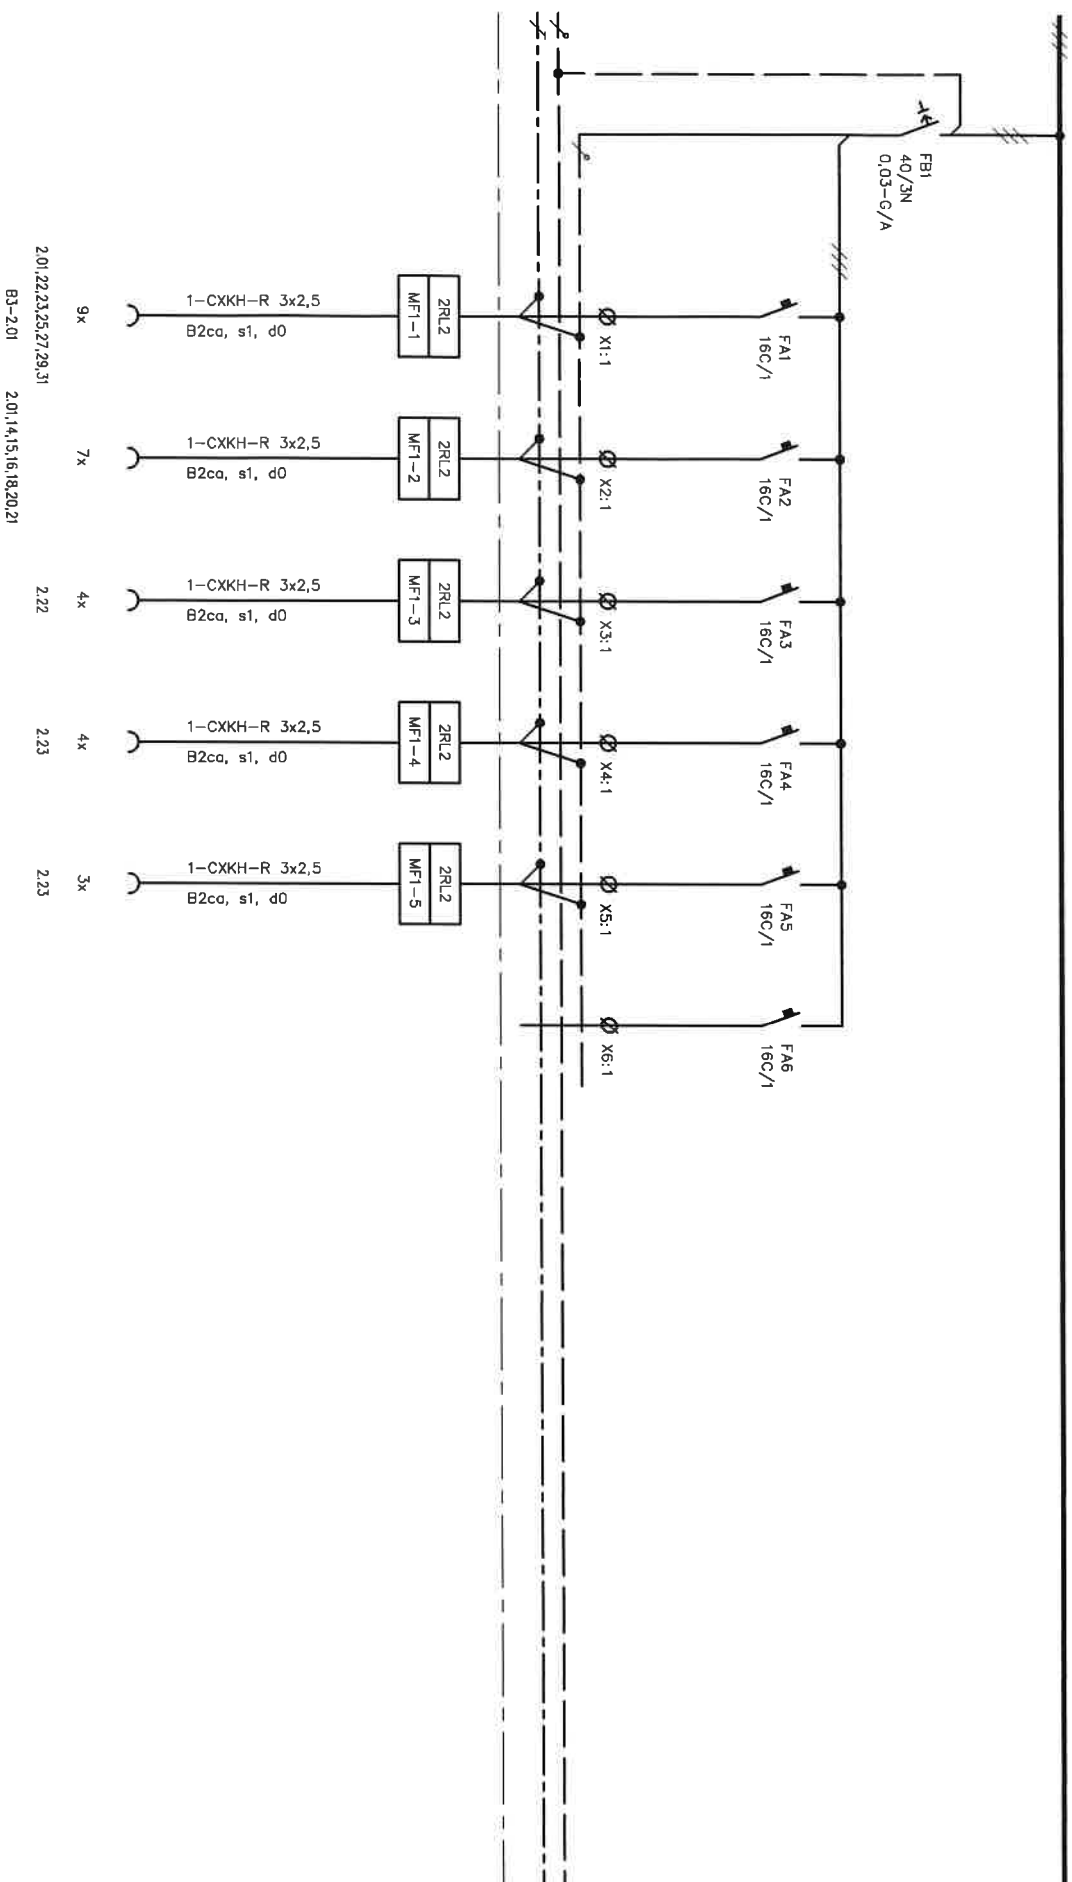 FB1
40/3N
0,03-G/A
FA1
16C/1
FA2
16C/1
FA3
16C/1
FA4
16C/1
FA5
16C/1
FA6
16C/1
X1:1
X2:1
X3:1
X4:1
X5:1
X6:1
2RL2
MF1-1
2RL2
MF1-2
2RL2
MF1-3
2RL2
MF1-4
2RL2
MF1-5
1-CXKH-R 3x2,5
B2ca, s1, d0
1-CXKH-R 3x2,5
B2ca, s1, d0
1-CXKH-R 3x2,5
B2ca, s1, d0
1-CXKH-R 3x2,5
B2ca, s1, d0
1-CXKH-R 3x2,5
B2ca, s1, d0
9x
7x
4x
4x
3x
2.01,22,23,25,27,29,31
B3-2.01
2.01,14,15,16,18,20,21
2.22
2.23
2.23